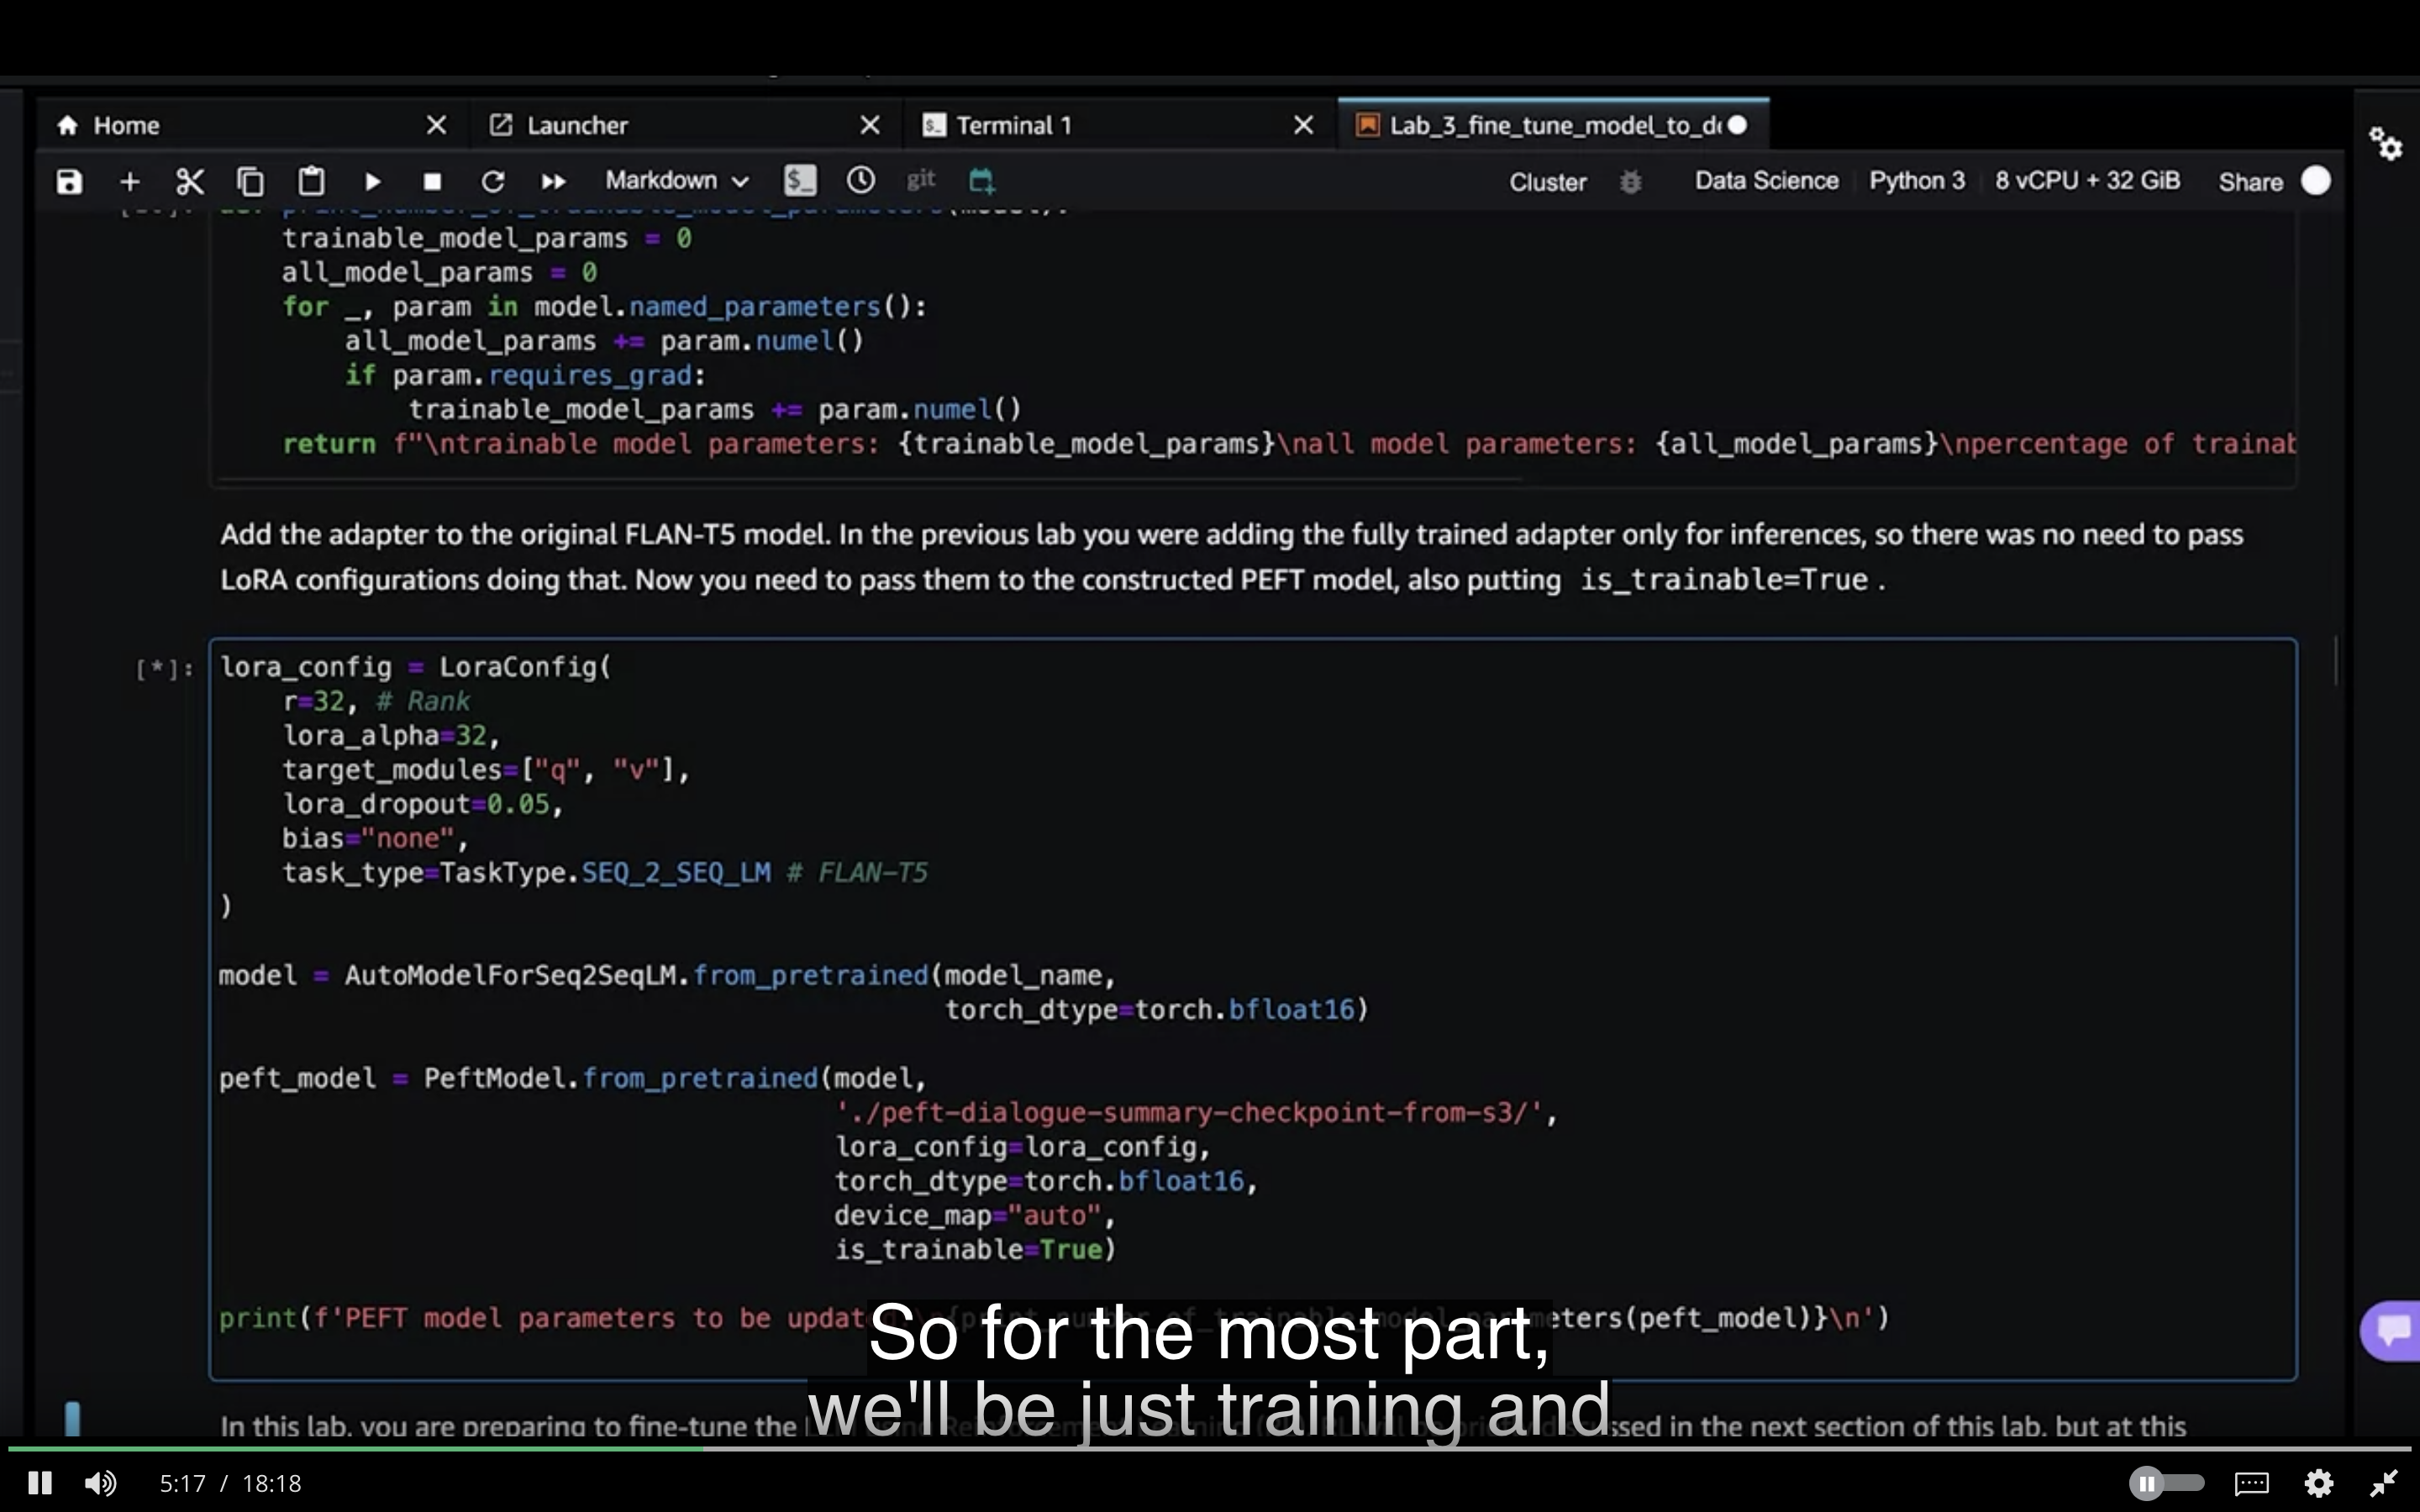 Home
Launcher
Terminal 1
Lab_3_fine_tune_model_to_d
Markdown
git
Cluster
Data Science
Python 3
8 vCPU + 32 GiB
Share
trainable_model_params = 0
all_model_params = 0
for _, param in model.named_parameters():
all_model_params += param.numel()
if param.requires_grad:
trainable_model_params += param.numel()
return f"\ntrainable model parameters: {trainable_model_params}\nall model parameters: {all_model_params}\npercentage of trainab
Add the adapter to the original FLAN-T5 model. In the previous lab you were adding the fully trained adapter only for inferences, so there was no need to pass
LoRA configurations doing that. Now you need to pass them to the constructed PEFT model, also putting is_trainable=True .
[*]:
lora_config = LoraConfig(
r=32, # Rank
lora_alpha=32,
target_modules=["q", "v"],
lora_dropout=0.05,
bias="none",
task_type=TaskType.SEQ_2_SEQ_LM # FLAN-T5
)
model = AutoModelForSeq2SeqLM.from_pretrained(model_name,
torch_dtype=torch.bfloat16)
peft_model = PeftModel.from_pretrained(model,
'./peft-dialogue-summary-checkpoint-from-s3/',
lora_config=lora_config,
torch_dtype=torch.bfloat16,
device_map="auto",
is_trainable=True)
print(f'PEFT model parameters to be updat eters(peft_model)}\n')
So for the most part,
we'll be just training and
In this lab, you are preparing to fine-tune the ssed in the next section of this lab, but at this
5:17 / 18:18